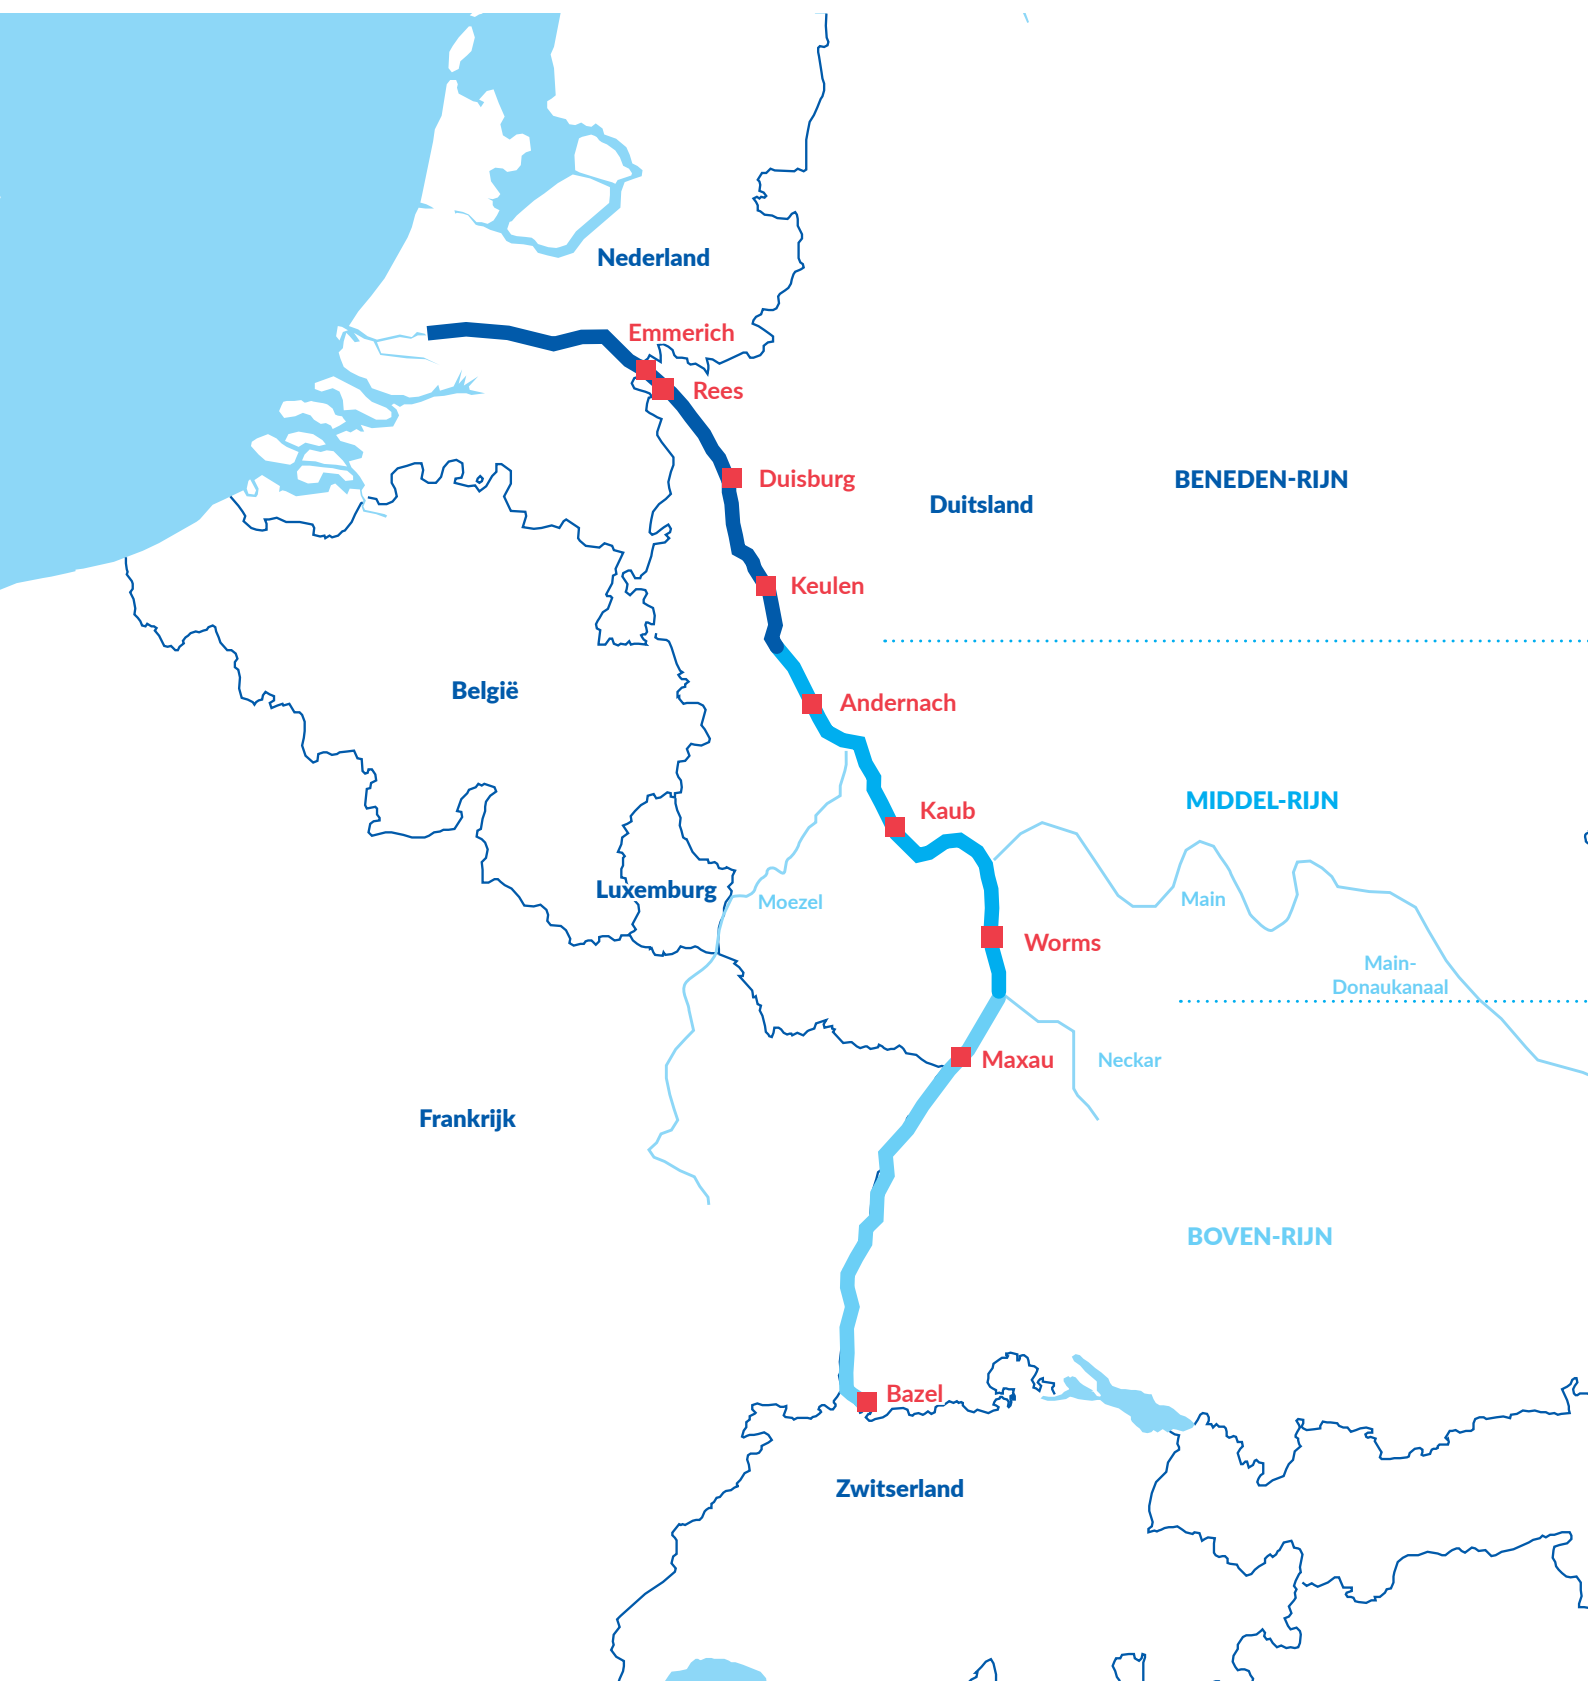 Nederland
Emmerich
Rees
Duisburg
BENEDEN-RIJN
Duitsland
Keulen
België
Andernach
MIDDEL-RIJN
Kaub
Luxemburg
Moezel
Main
Worms
Main-
Donaukanaal
Maxau
Neckar
Frankrijk
BOVEN-RIJN
Bazel
Zwitserland